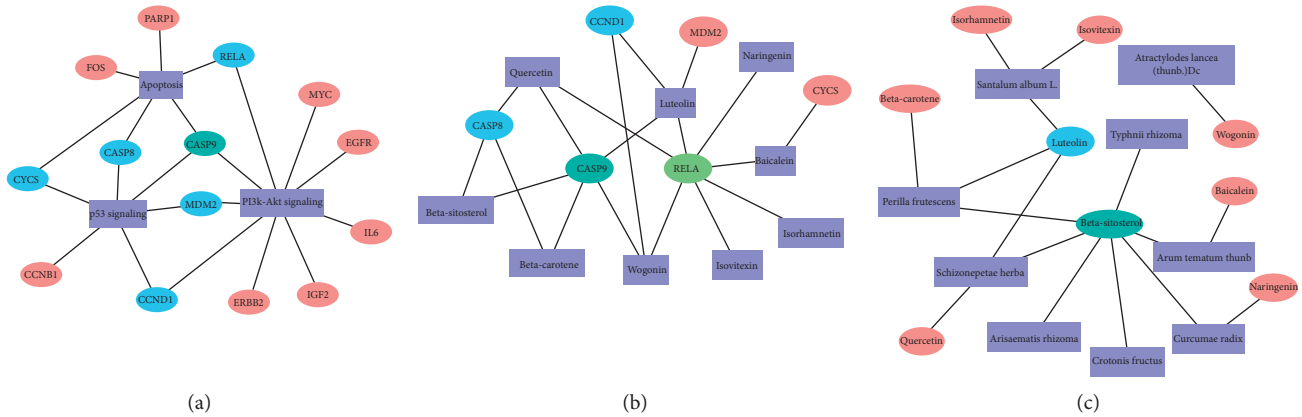 PARP1
RELA
FOS
Apoptosis
MYC
EGFR
CASP8
CASP9
CYCS
MDM2
PI3k-Akt signaling
p53 signaling
IL6
CCNB1
CCND1
ERBB2
IGF2
(a)
CCND1
MDM2
Naringenin
Quercetin
CYCS
Luteolin
CASP8
CASP9
RELA
Baicalein
Beta-sitosterol
Isorhamnetin
Beta-carotene
Wogonin
Isovitexin
(b)
Isorhamnetin
Isovitexin
Atractylodes lancea
(thunb.)Dc
Santalum album L.
Beta-carotene
Luteolin
Typhnii rhizoma
Wogonin
Perilla frutescens
Baicalein
Beta-sitosterol
Schizonepetae herba
Arum tematum thunb
Naringenin
Quercetin
Arisaematis rhizoma
Crotonis fructus
Curcumae radix
(c)